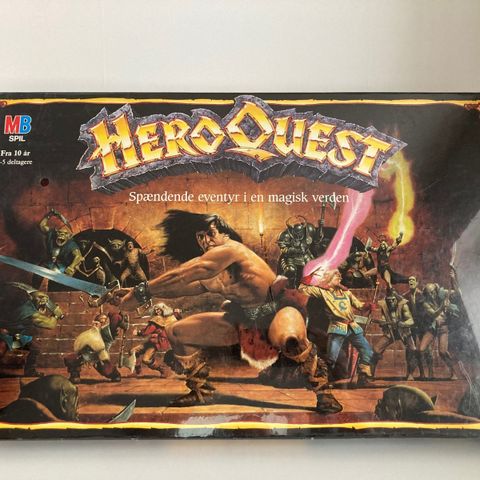 MB
SPIL
Fra 10 år
-5 deltagere
HEROQUEST
Spændende eventyr i en magisk verden